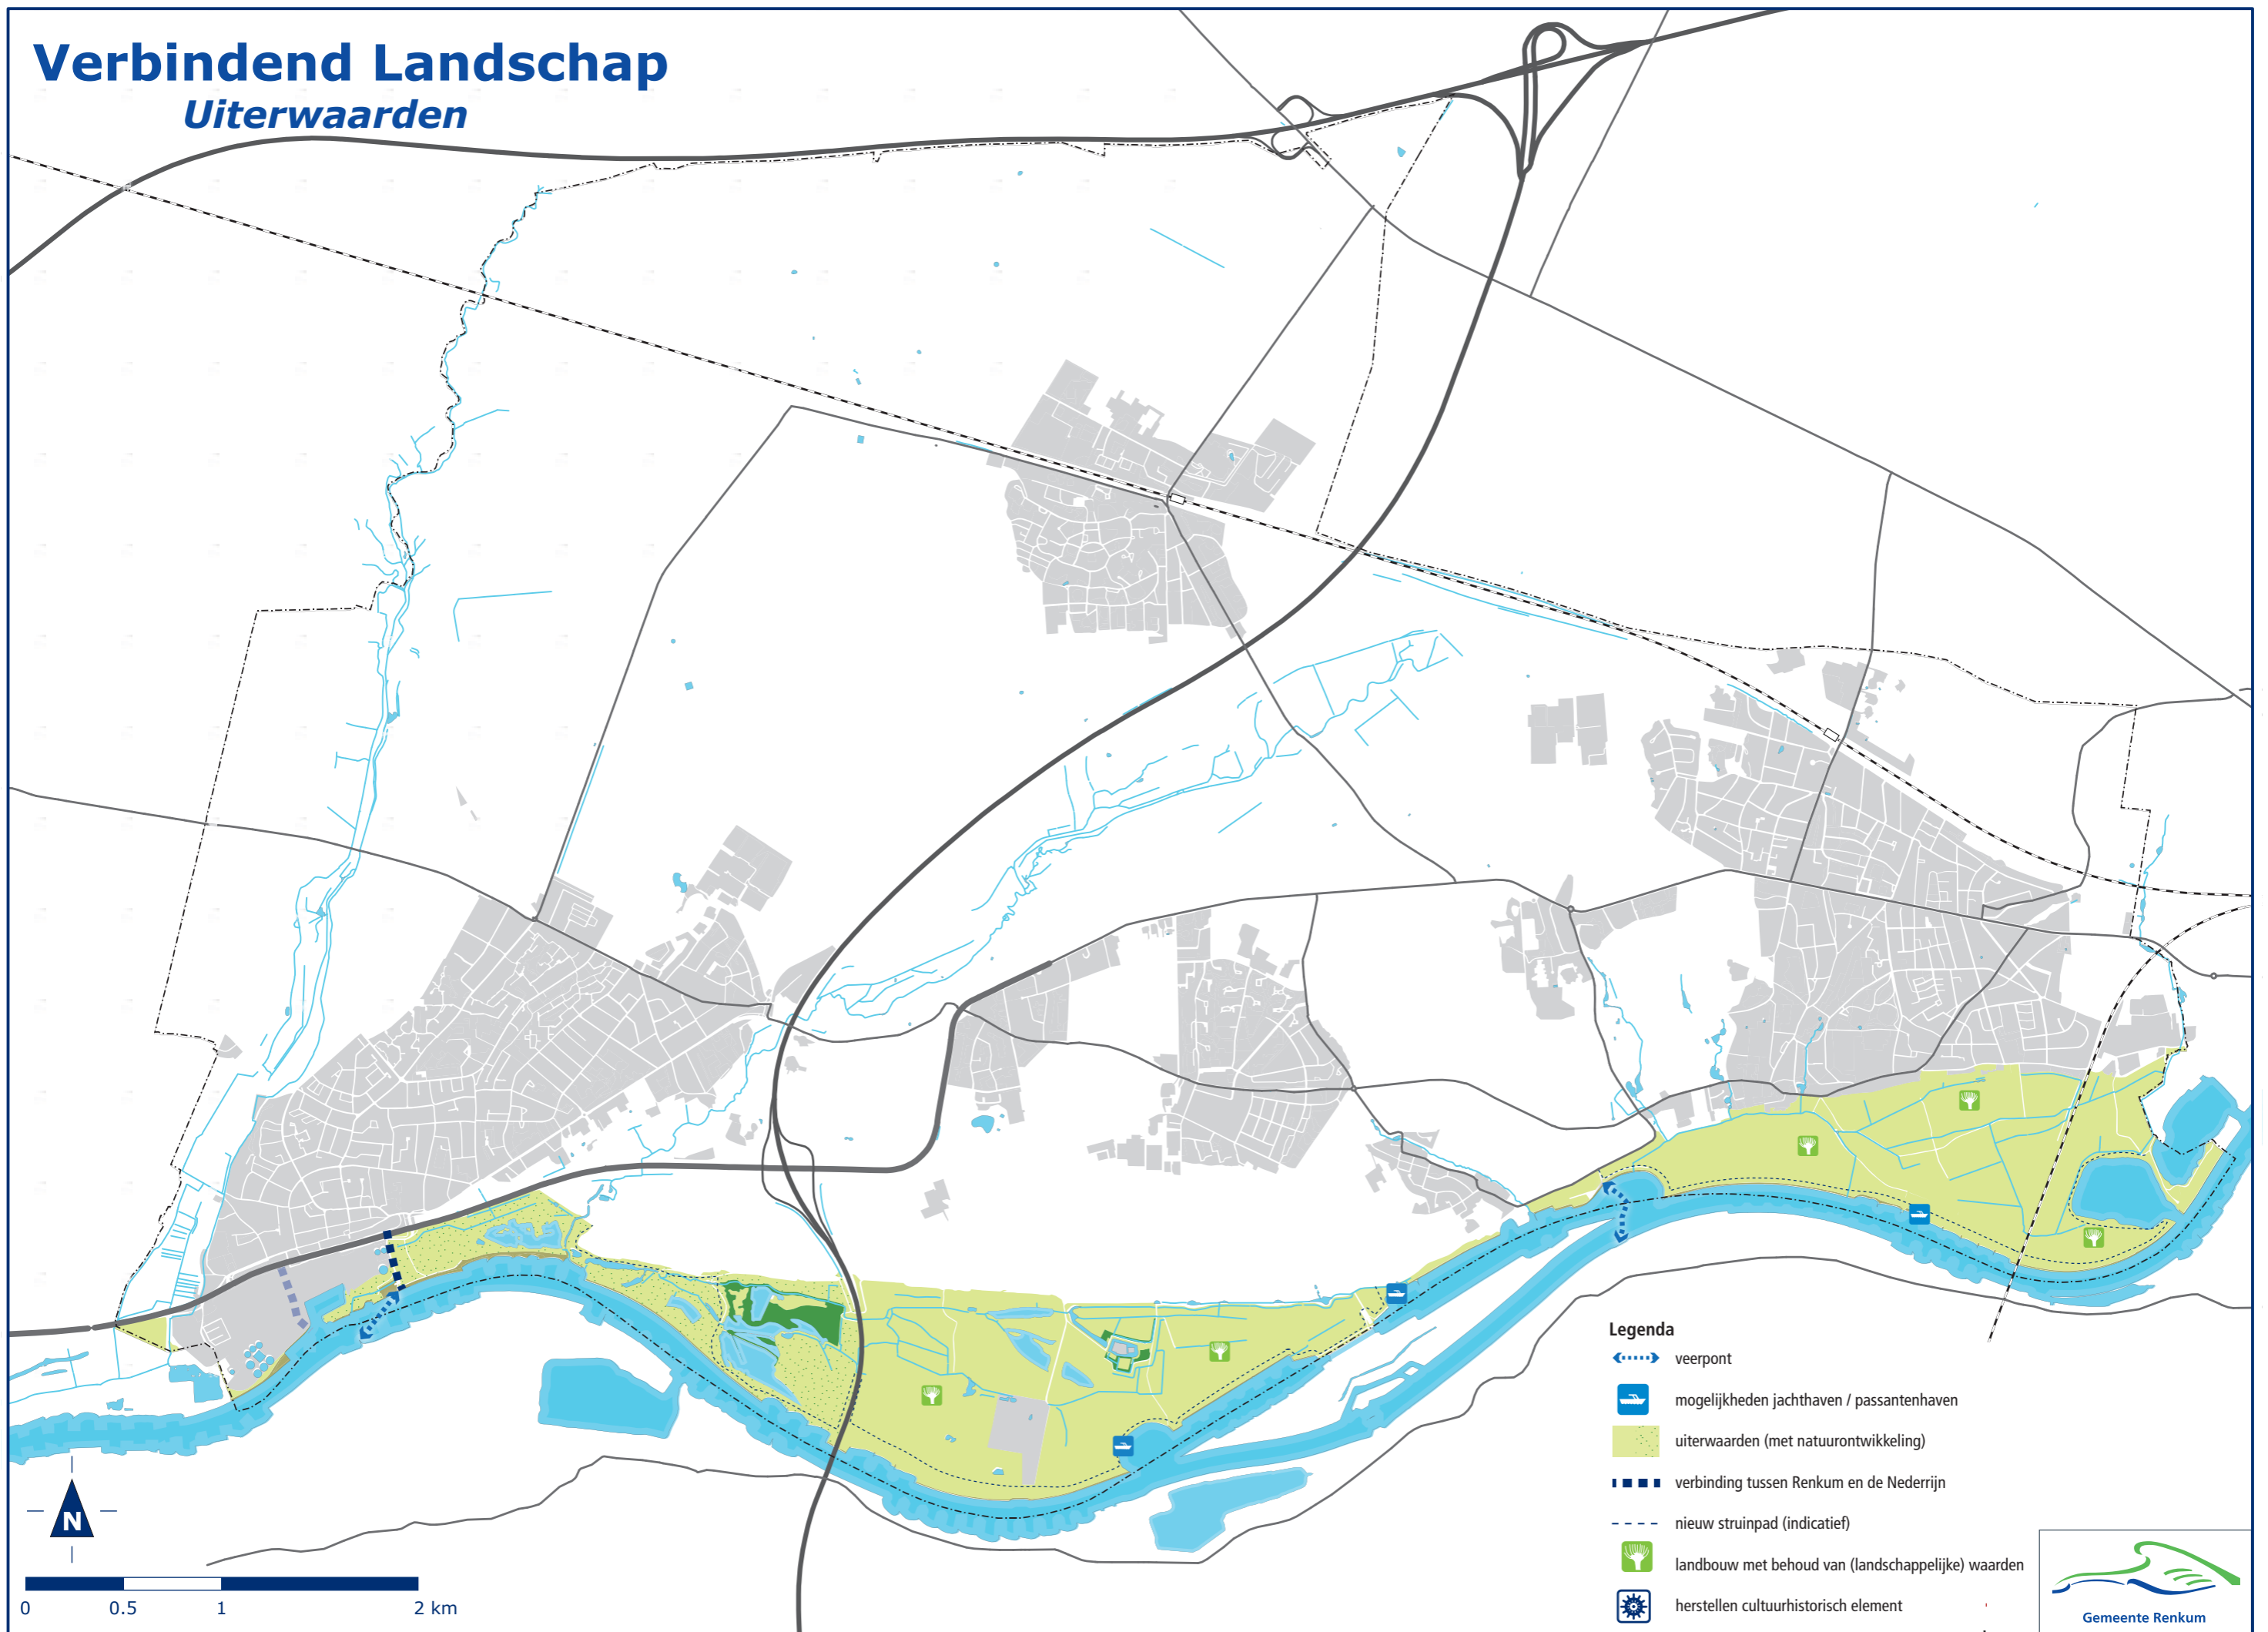 Verbindend Landschap
Uiterwaarden
Legenda
veerpont
mogelijkheden jachthaven / passantenhaven
uiterwaarden (met natuurontwikkeling)
verbinding tussen Renkum en de Nederrijn
nieuw struinpad (indicatief)
landbouw met behoud van (landschappelijke) waarden
herstellen cultuurhistorisch element
N
0 0.5 1 2 km
Gemeente Renkum